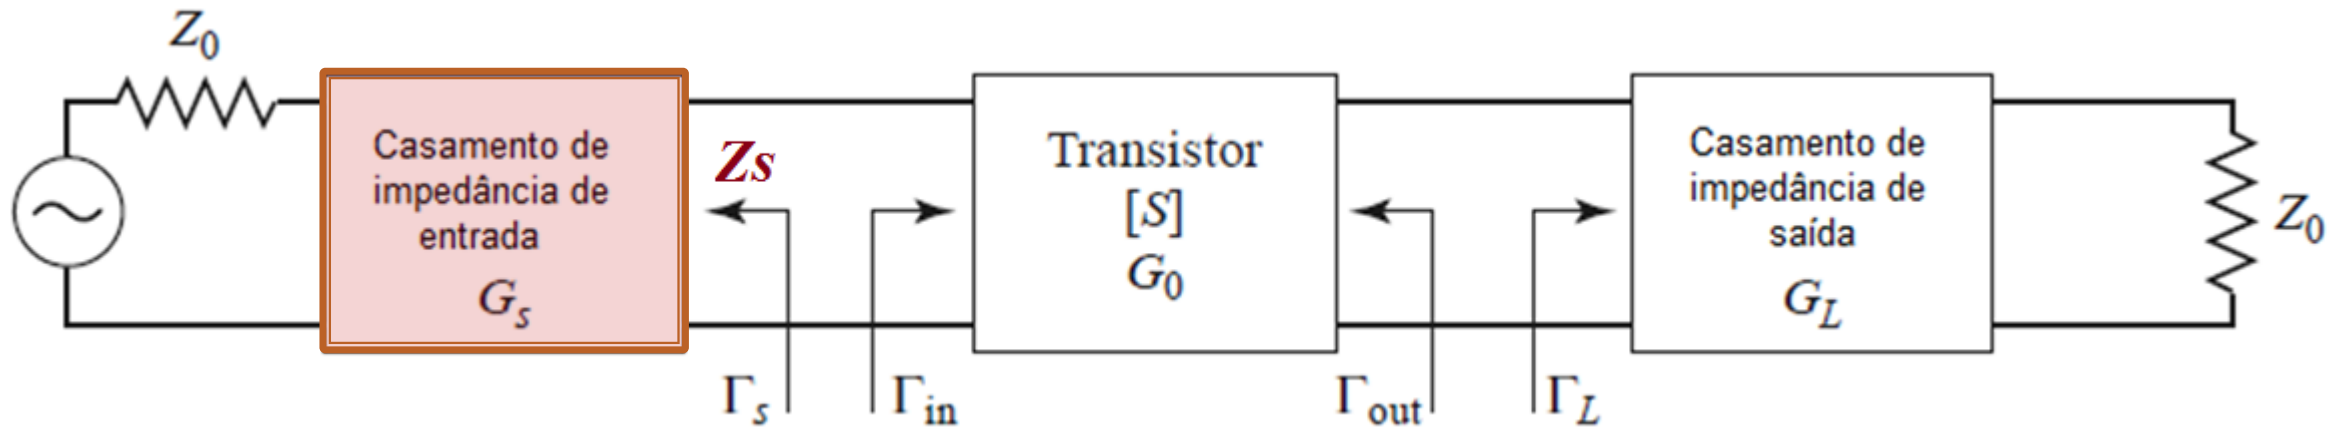 Z0
Casamento de
impedância de
entrada
Gs
Zs
Γs
Γin
Transistor
[S]
G0
Γout
ΓL
Casamento de
impedância de
saída
GL
Z0